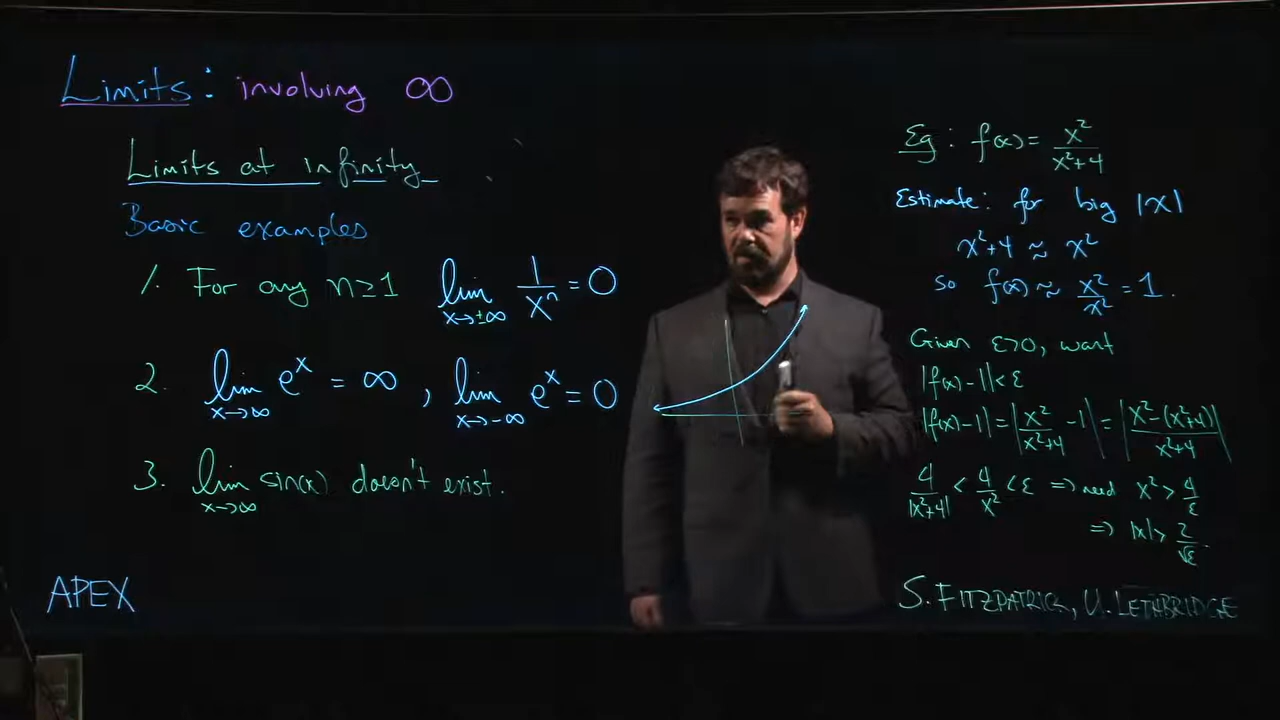 Limits: involving ∞
Limits at infinity
Basic examples
1. For any n≥1 lim x→±∞ 1/xⁿ = 0
2. lim x→∞ eˣ = ∞, lim x→-∞ eˣ = 0
3. lim x→∞ sin(x) doesn't exist.
APEX
Eg: f(x) = x²/x²+4
Estimate: for big |x|
x²+4 ≈ x²
so f(x) ≈ x²/x² = 1.
Given ε>0, want
|f(x)-1|<ε
|f(x)-1| = |x²/x²+4 - 1| = |x²-(x²+4)/x²+4|
4/|x²+4| < 4/x² < ε ⇒ need x² > 4/ε
⇒ |x| > 2/√ε.
S. FITZPATRICK, U. LETHBRIDGE